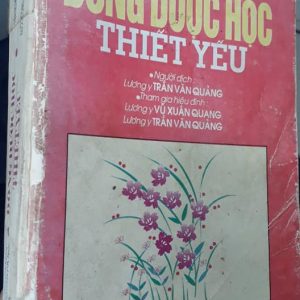 ĐÔNG DƯỢC HỌC
THIẾT YẾU
• Người dịch :
Lương y TRẦN VĂN QUẢNG
• Tham gia hiệu đính :
Lương y VŨ XUÂN QUANG
Lương y TRẦN VĂN QUẢNG